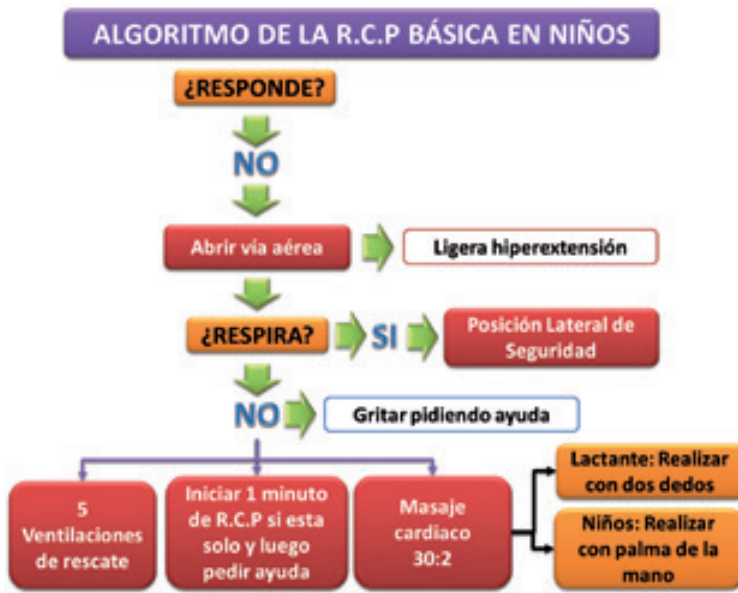 ALGORITMO DE LA R.C.P BÁSICA EN NIÑOS
¿RESPONDE?
NO
Abrir vía aérea
Ligera hiperextensión
¿RESPIRA?
SI
Posición Lateral de
Seguridad
NO
Gritar pidiendo ayuda
5
Ventilaciones
de rescate
Iniciar 1 minuto
de R.C.P si esta
solo y luego
pedir ayuda
Masaje
cardiaco
30:2
Lactante: Realizar
con dos dedos
Niños: Realizar
con palma de la
mano